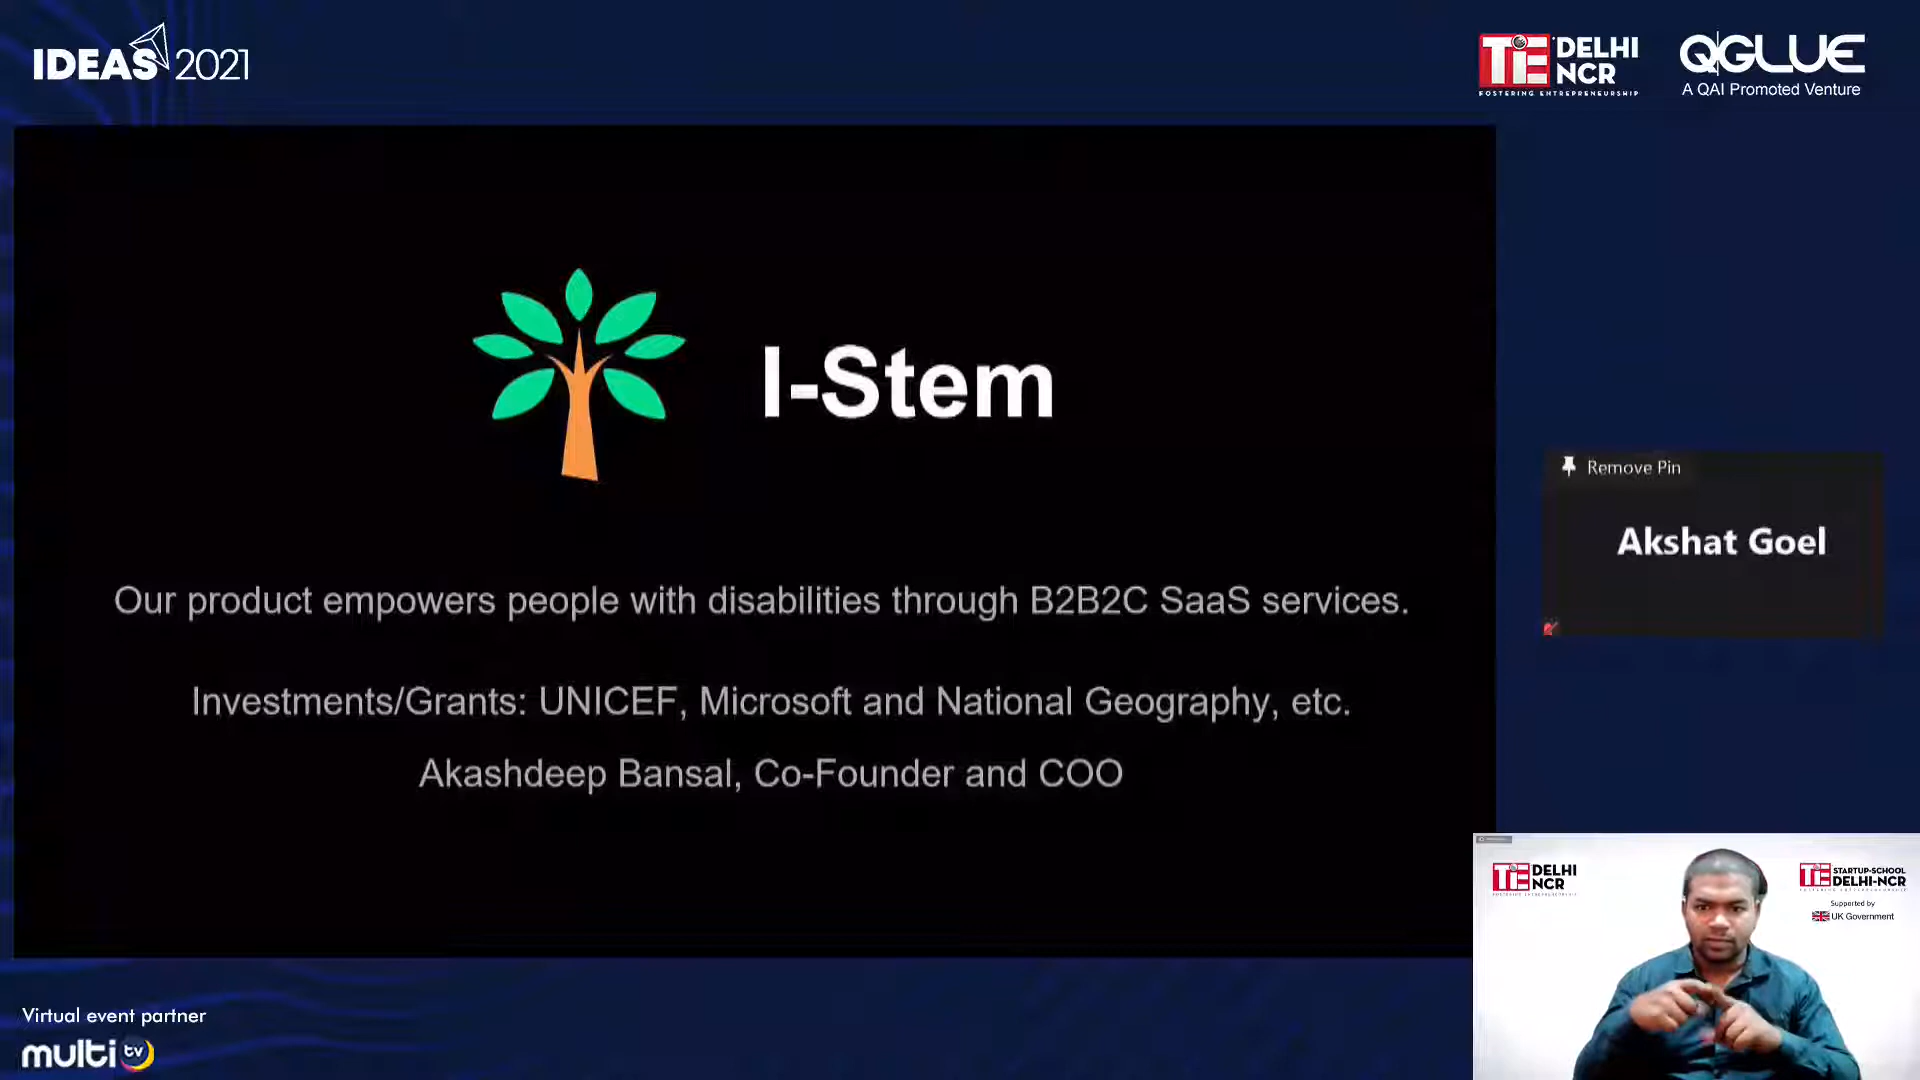 IDEAS 2021
TiE DELHI NCR
FOSTERING ENTREPRENEURSHIP
QGLUE
A QAI Promoted Venture
I-Stem
Our product empowers people with disabilities through B2B2C SaaS services.
Investments/Grants: UNICEF, Microsoft and National Geography, etc.
Akashdeep Bansal, Co-Founder and COO
Remove Pin
Akshat Goel
TiE DELHI NCR
TiE STARTUP-SCHOOL
DELHI-NCR
Supported by
UK Government
Virtual event partner
multi tv